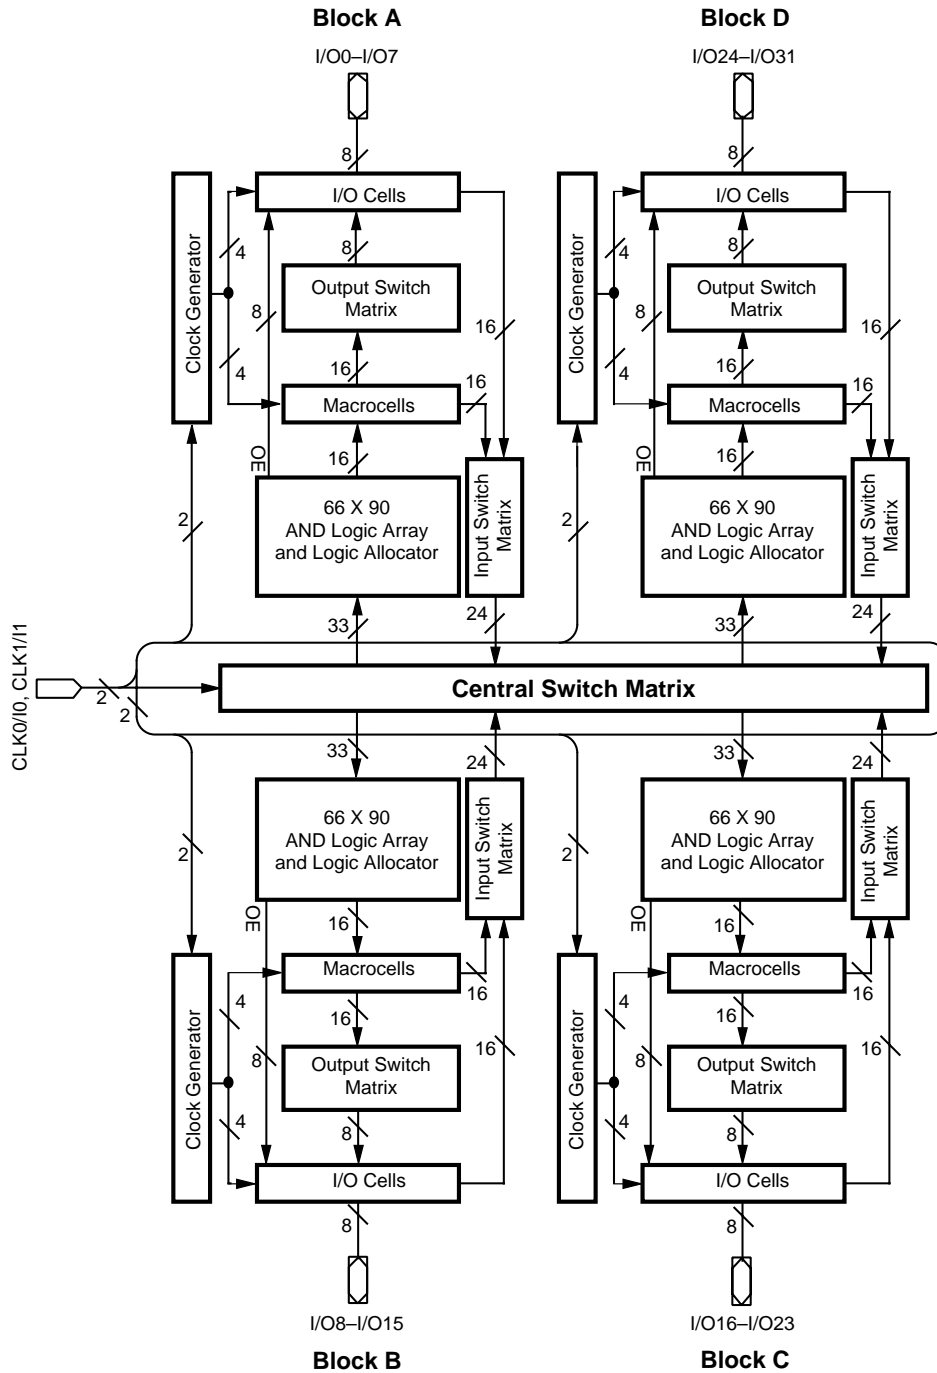 Block A
Block D
I/O0–I/O7
I/O24–I/O31
8
8
I/O Cells
I/O Cells
Clock Generator
4
8
Clock Generator
4
8
Output Switch
Matrix
Output Switch
Matrix
8
16
8
16
4
16
16
4
16
16
Macrocells
Macrocells
OE
16
OE
16
66 X 90
AND Logic Array
and Logic Allocator
Input Switch
Matrix
66 X 90
AND Logic Array
and Logic Allocator
Input Switch
Matrix
2
2
33
24
33
24
CLK0/I0, CLK1/I1
2
2
Central Switch Matrix
33
24
33
24
66 X 90
AND Logic Array
and Logic Allocator
Input Switch
Matrix
66 X 90
AND Logic Array
and Logic Allocator
Input Switch
Matrix
2
2
OE
16
OE
16
Macrocells
Macrocells
16
16
Clock Generator
4
16
Clock Generator
4
16
8
16
8
16
Output Switch
Matrix
Output Switch
Matrix
4
8
4
8
I/O Cells
I/O Cells
8
8
I/O8–I/O15
I/O16–I/O23
Block B
Block C